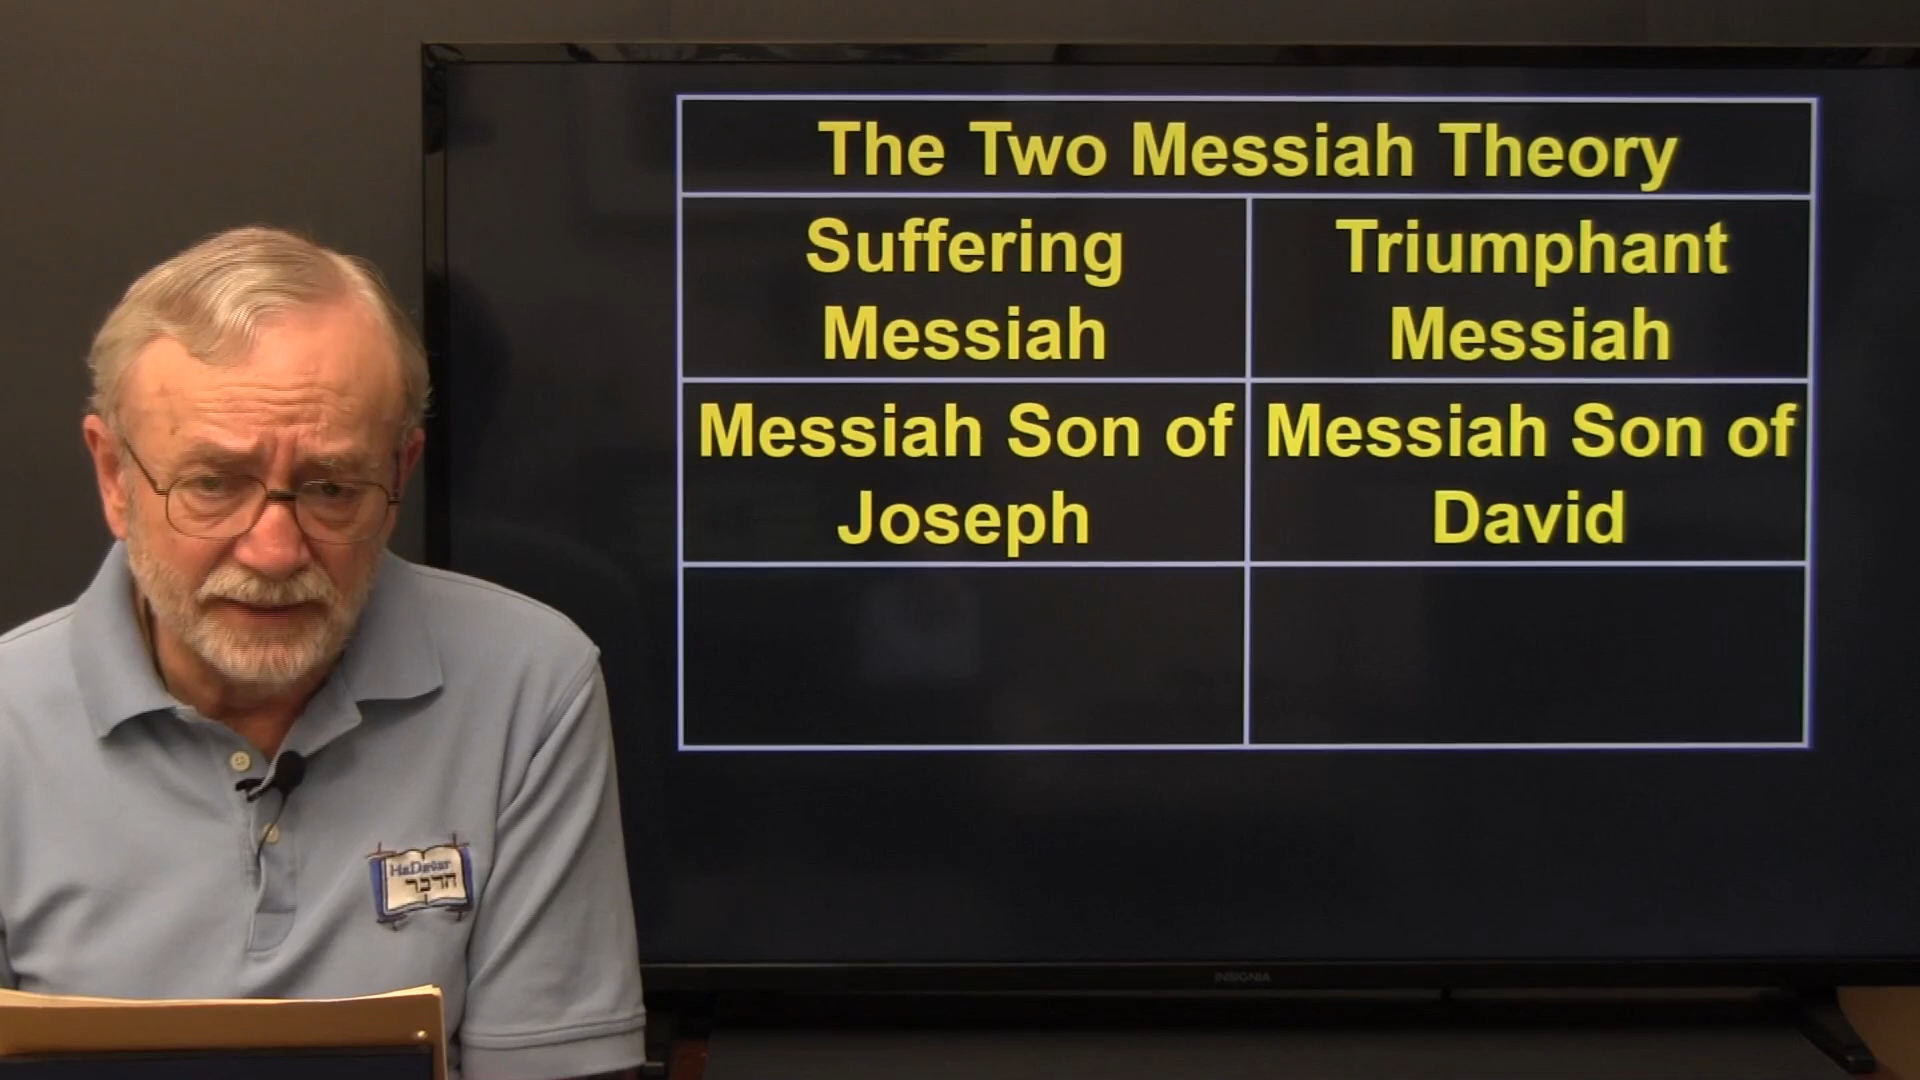 The Two Messiah Theory
Suffering
Messiah
Triumphant
Messiah
Messiah Son of
Joseph
Messiah Son of
David
HaDavar
הדבר
INSIGNIA